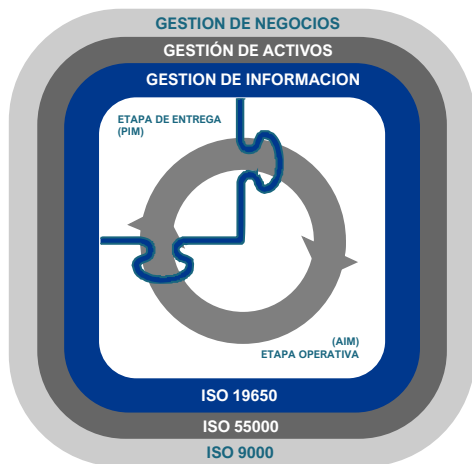 GESTION DE NEGOCIOS
GESTIÓN DE ACTIVOS
GESTION DE INFORMACION
ETAPA DE ENTREGA
(PIM)
(AIM)
ETAPA OPERATIVA
ISO 19650
ISO 55000
ISO 9000